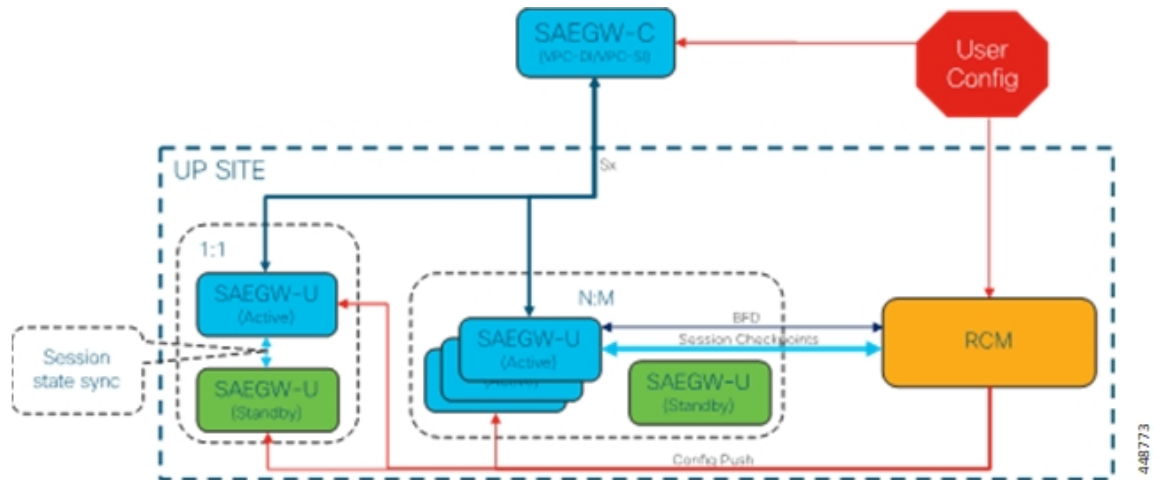 SAEGW-C
(VPC-DI/VPC-SI)
User
Config
UP SITE
Sx
1:1
SAEGW-U
(Active)
N:M
SAEGW-U
(Active)
(Active)
BFD
Session Checkpoints
RCM
Session
state sync
SAEGW-U
(Standby)
SAEGW-U
(Standby)
Config Push
448773